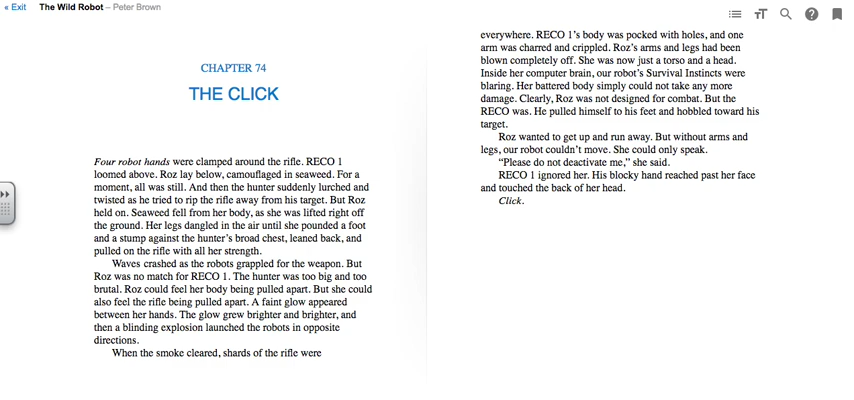 « Exit The Wild Robot – Peter Brown
CHAPTER 74
THE CLICK
Four robot hands were clamped around the rifle. RECO 1
loomed above. Roz lay below, camouflaged in seaweed. For a
moment, all was still. And then the hunter suddenly lurched and
twisted as he tried to rip the rifle away from his target. But Roz
held on. Seaweed fell from her body, as she was lifted right off
the ground. Her legs dangled in the air until she pounded a foot
and a stump against the hunter’s broad chest, leaned back, and
pulled on the rifle with all her strength.
Waves crashed as the robots grappled for the weapon. But
Roz was no match for RECO 1. The hunter was too big and too
brutal. Roz could feel her body being pulled apart. But she could
also feel the rifle being pulled apart. A faint glow appeared
between her hands. The glow grew brighter and brighter, and
then a blinding explosion launched the robots in opposite
directions.
When the smoke cleared, shards of the rifle were
everywhere. RECO 1’s body was pocked with holes, and one
arm was charred and crippled. Roz’s arms and legs had been
blown completely off. She was now just a torso and a head.
Inside her computer brain, our robot’s Survival Instincts were
blaring. Her battered body simply could not take any more
damage. Clearly, Roz was not designed for combat. But the
RECO was. He pulled himself to his feet and hobbled toward his
target.
Roz wanted to get up and run away. But without arms and
legs, our robot couldn’t move. She could only speak.
“Please do not deactivate me,” she said.
RECO 1 ignored her. His blocky hand reached past her face
and touched the back of her head.
Click.